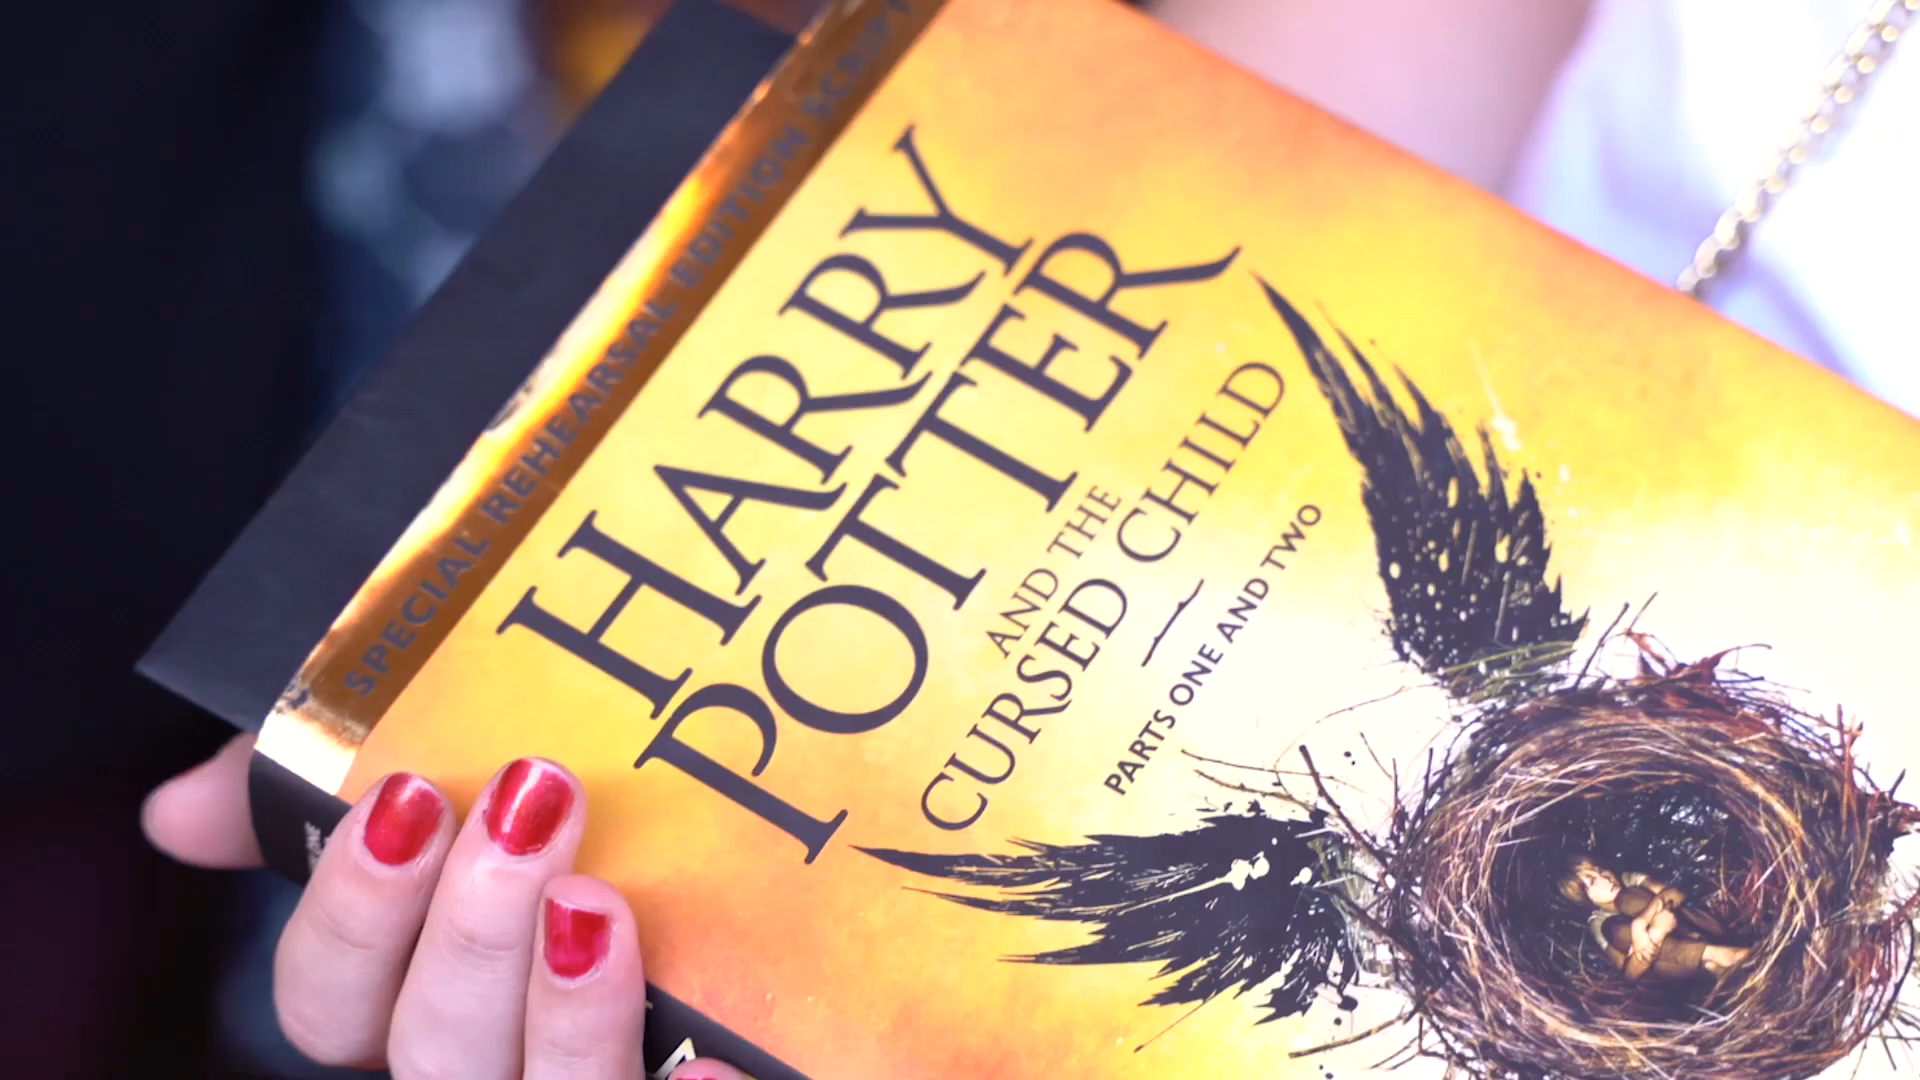 SPECIAL REHEARSAL EDITION SCRIPT
HARRY
POTTER
AND THE
CURSED CHILD
PARTS ONE AND TWO